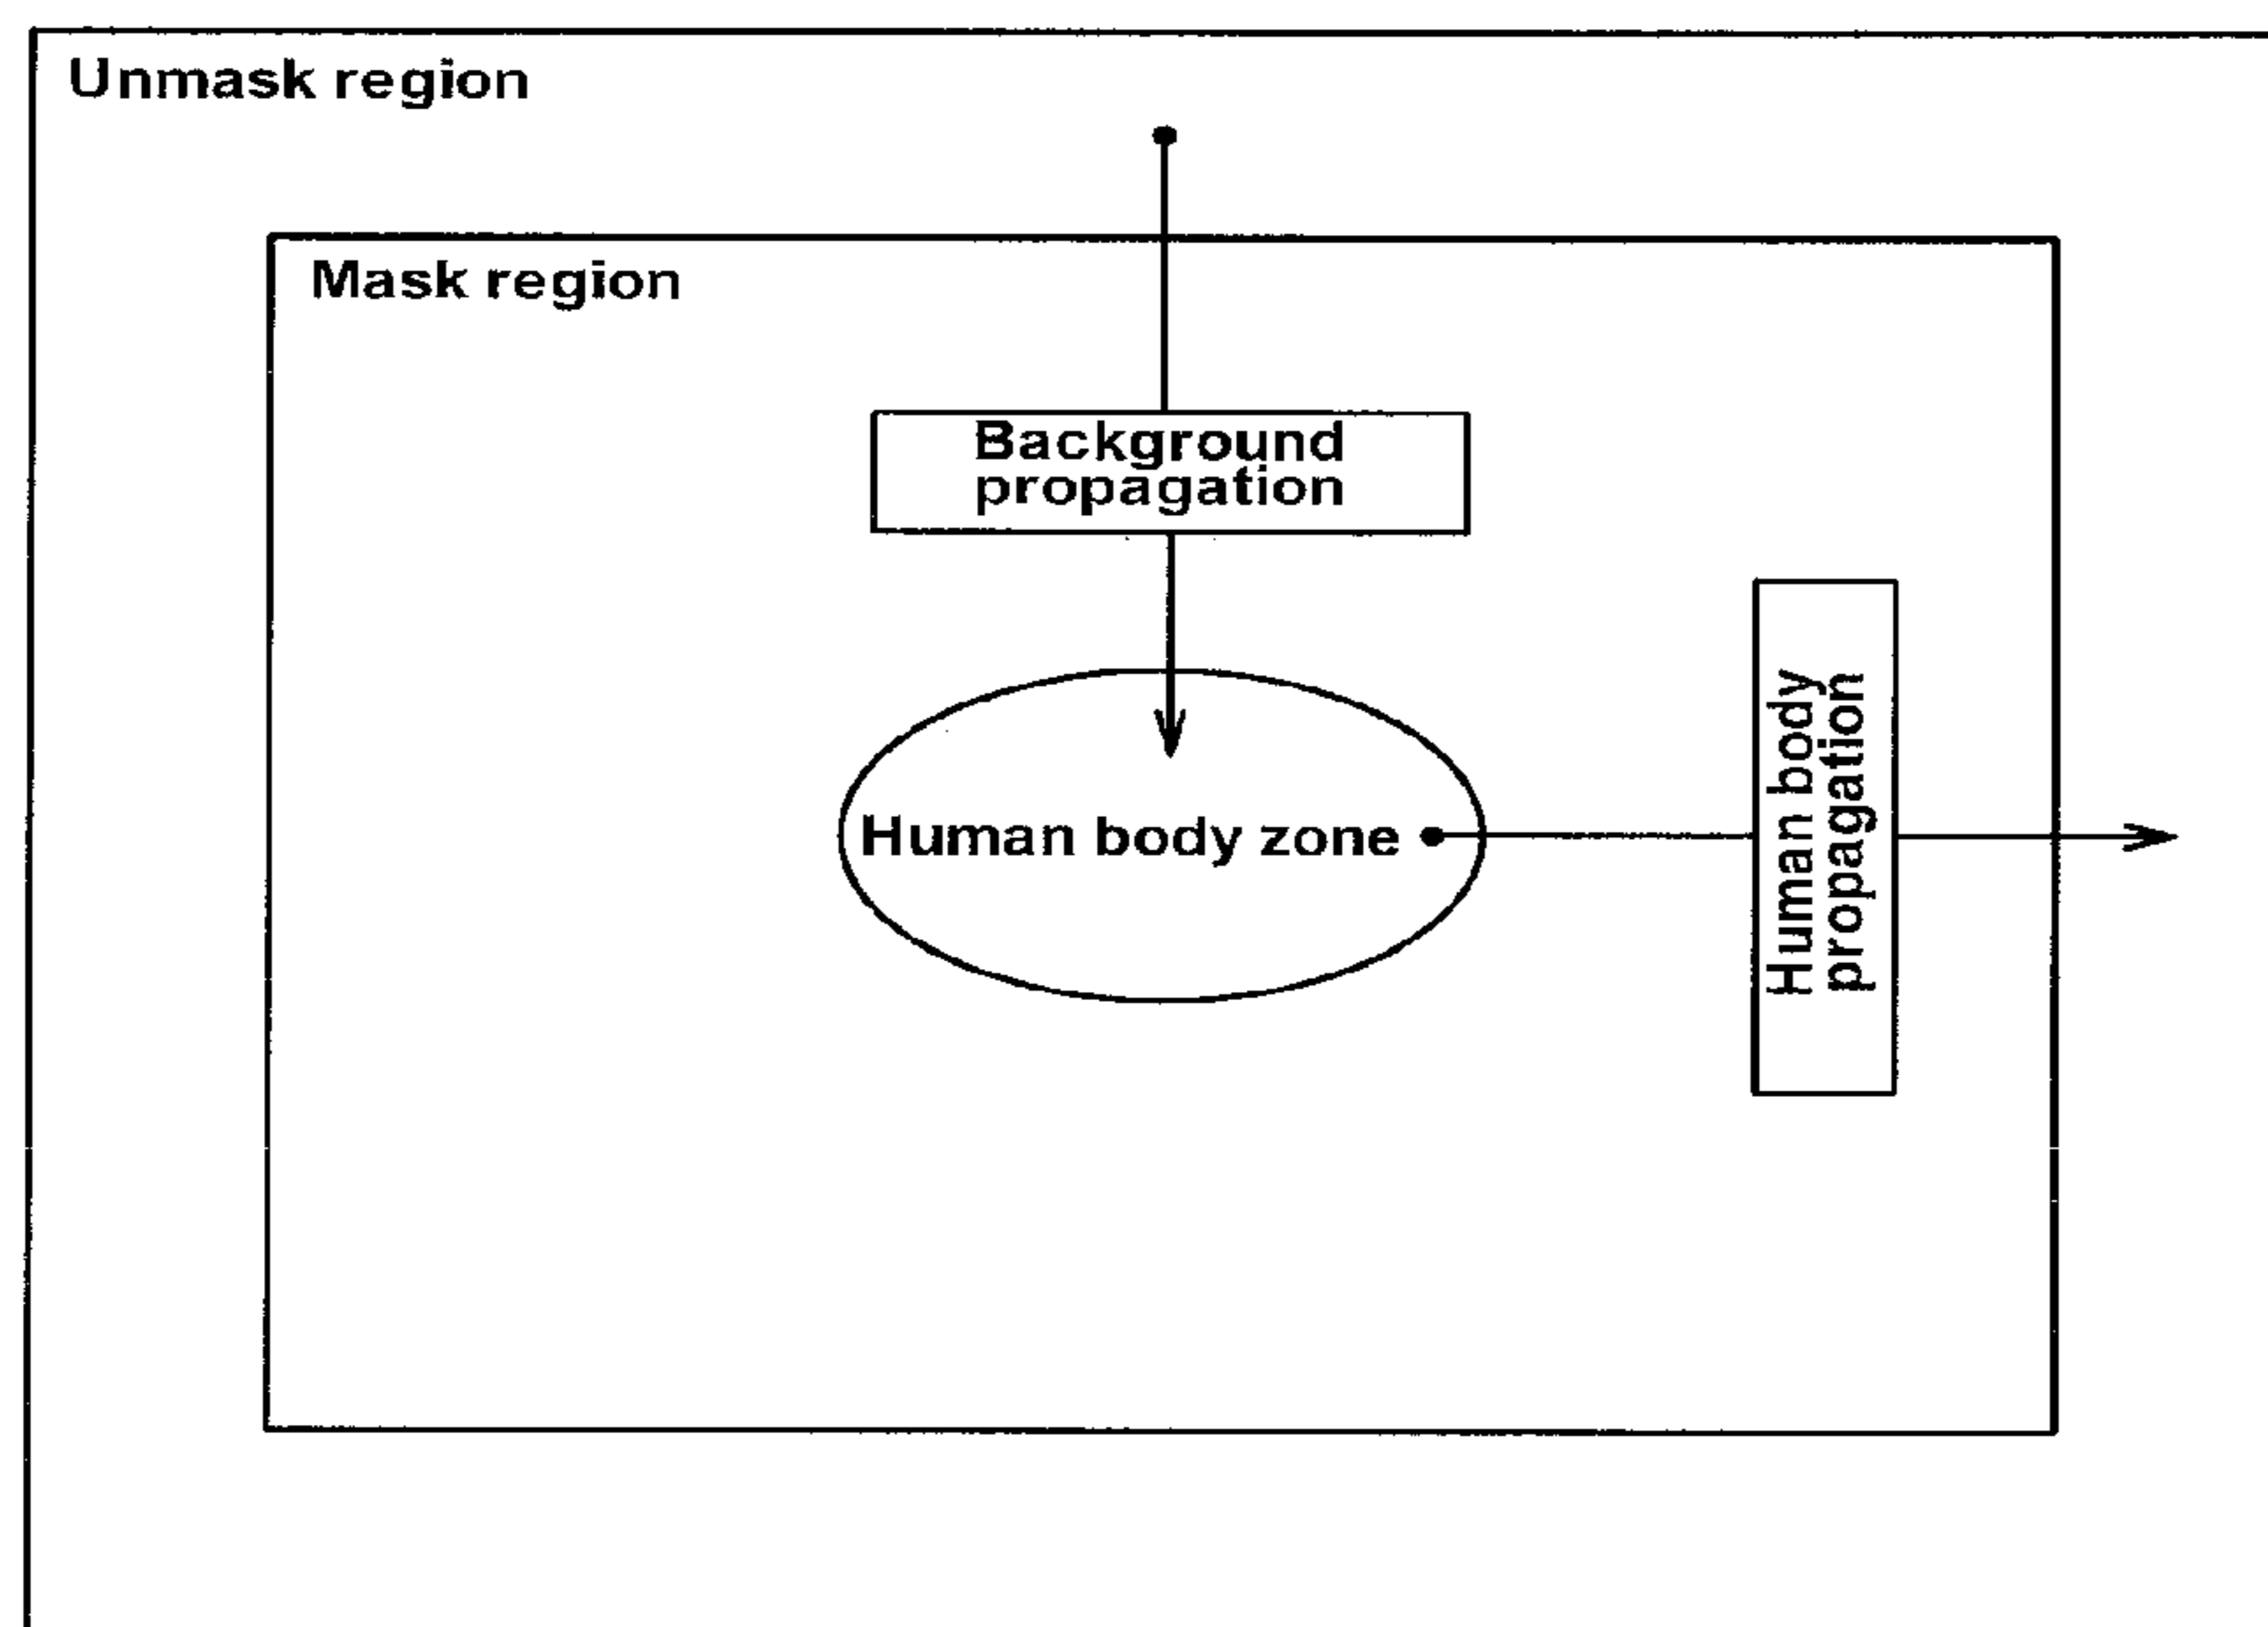 Unmask region
Mask region
Background
propagation
Human body zone
Human body
propagation